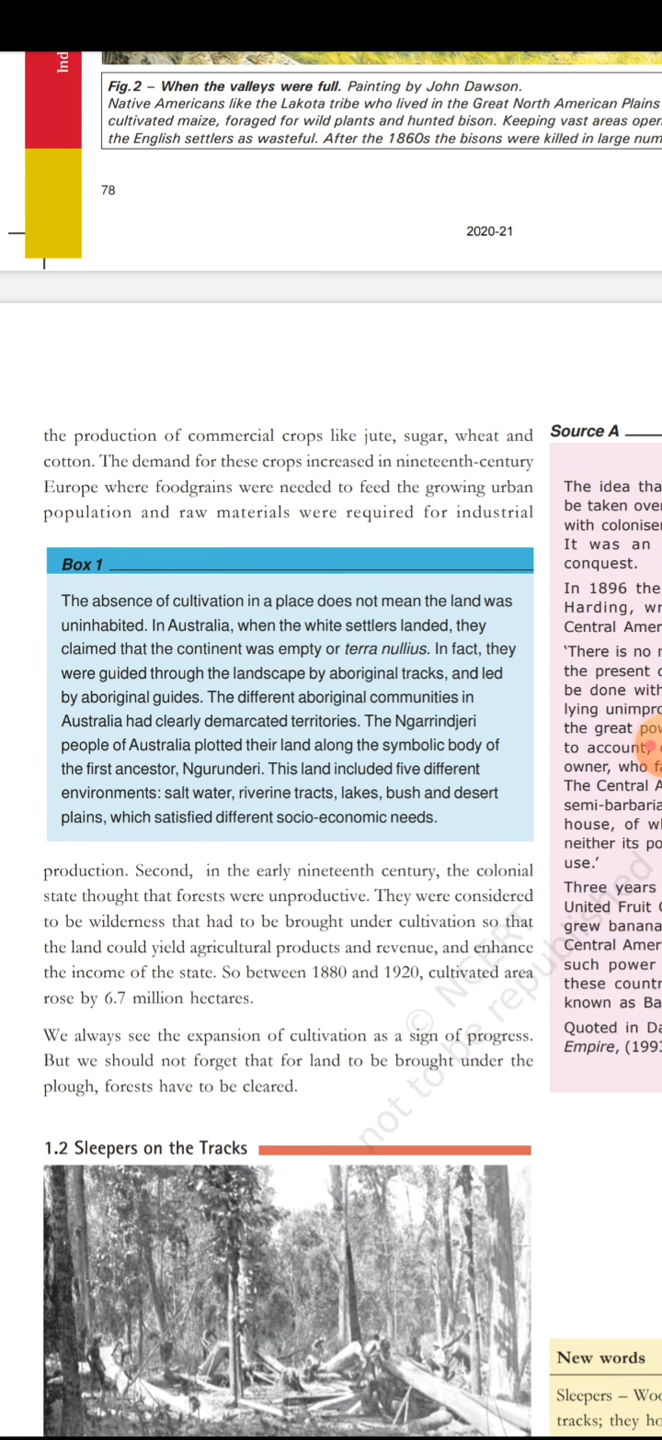 Ind
Fig.2 – When the valleys were full. Painting by John Dawson.
Native Americans like the Lakota tribe who lived in the Great North American Plains
cultivated maize, foraged for wild plants and hunted bison. Keeping vast areas open
the English settlers as wasteful. After the 1860s the bisons were killed in large num
78
2020-21
the production of commercial crops like jute, sugar, wheat and
cotton. The demand for these crops increased in nineteenth-century
Europe where foodgrains were needed to feed the growing urban
population and raw materials were required for industrial
Box 1
The absence of cultivation in a place does not mean the land was
uninhabited. In Australia, when the white settlers landed, they
claimed that the continent was empty or terra nullius. In fact, they
were guided through the landscape by aboriginal tracks, and led
by aboriginal guides. The different aboriginal communities in
Australia had clearly demarcated territories. The Ngarrindjeri
people of Australia plotted their land along the symbolic body of
the first ancestor, Ngurunderi. This land included five different
environments: salt water, riverine tracts, lakes, bush and desert
plains, which satisfied different socio-economic needs.
production. Second, in the early nineteenth century, the colonial
state thought that forests were unproductive. They were considered
to be wilderness that had to be brought under cultivation so that
the land could yield agricultural products and revenue, and enhance
the income of the state. So between 1880 and 1920, cultivated area
rose by 6.7 million hectares.
We always see the expansion of cultivation as a sign of progress.
But we should not forget that for land to be brought under the
plough, forests have to be cleared.
1.2 Sleepers on the Tracks
Source A
The idea tha
be taken over
with coloniser
It was an
conquest.
In 1896 the
Harding, wr
Central Amer
'There is no
the present
be done with
lying unimpro
the great pow
to account,
owner, who fa
The Central A
semi-barbaria
house, of wh
neither its po
use.'
Three years
United Fruit
grew banana
Central Amer
such power
these countr
known as Ba
Quoted in Da
Empire, (1993
New words
Sleepers – Woo
tracks; they ho
© NCERT
not to be republished